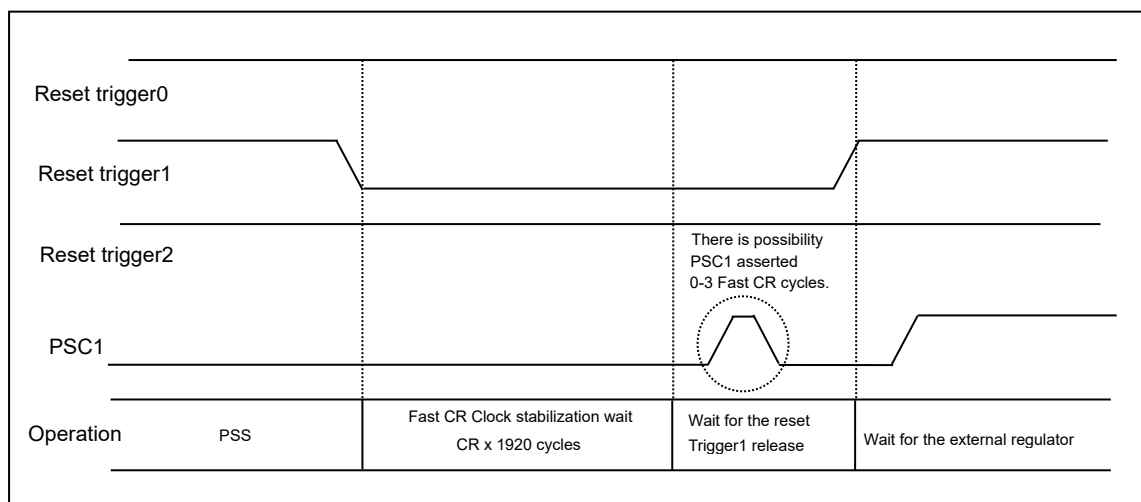 Reset trigger0
Reset trigger1
Reset trigger2
There is possibility
PSC1 asserted
0-3 Fast CR cycles.
PSC1
Operation
PSS
Fast CR Clock stabilization wait
CR x 1920 cycles
Wait for the reset
Trigger1 release
Wait for the external regulator